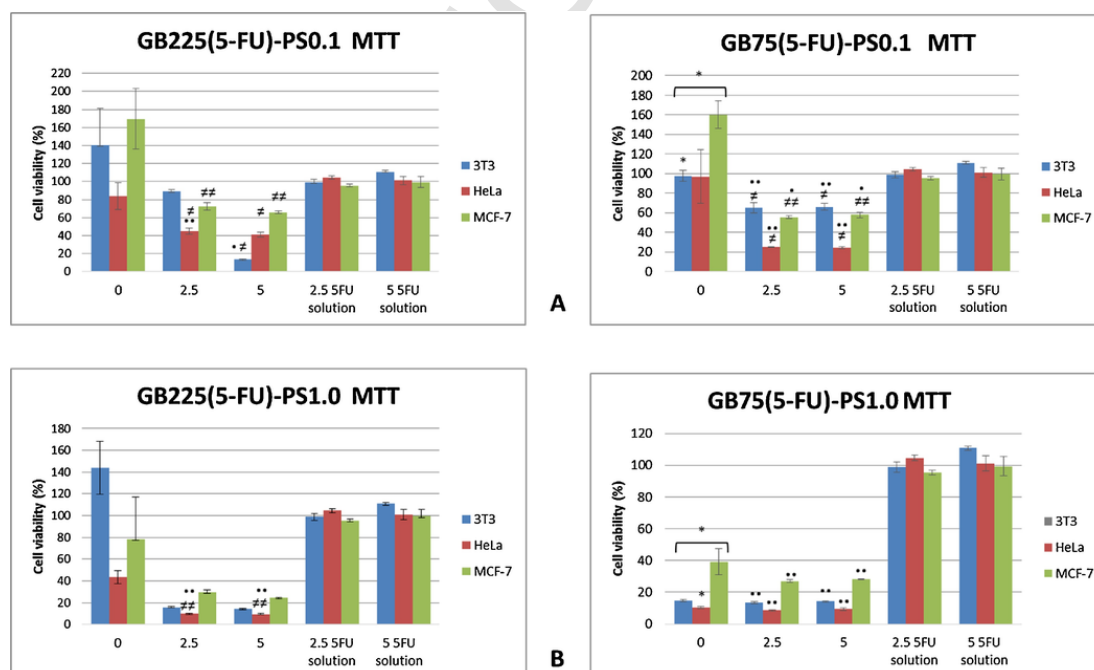 GB225(5-FU)-PS0.1 MTT
Cell viability (%)
220
200
180
160
140
120
100
80
60
40
20
0
≠≠
≠
••
≠
≠≠
• ≠
0
2.5
5
2.5 5FU
solution
5 5FU
solution
3T3
HeLa
MCF-7
A
GB75(5-FU)-PS0.1 MTT
Cell viability (%)
200
180
160
140
120
100
80
60
40
20
0
*
*
••
≠
•
≠≠
••
≠
••
≠
•
≠≠
••
≠
0
2.5
5
2.5 5FU
solution
5 5FU
solution
3T3
HeLa
MCF-7
GB225(5-FU)-PS1.0 MTT
Cell viability (%)
180
160
140
120
100
80
60
40
20
0
••
≠≠
••
≠≠
0
2.5
5
2.5 5FU
solution
5 5FU
solution
3T3
HeLa
MCF-7
B
GB75(5-FU)-PS1.0 MTT
Cell viability (%)
120
100
80
60
40
20
0
*
*
••
••
••
••
••
••
0
2.5
5
2.5 5FU
solution
5 5FU
solution
3T3
HeLa
MCF-7